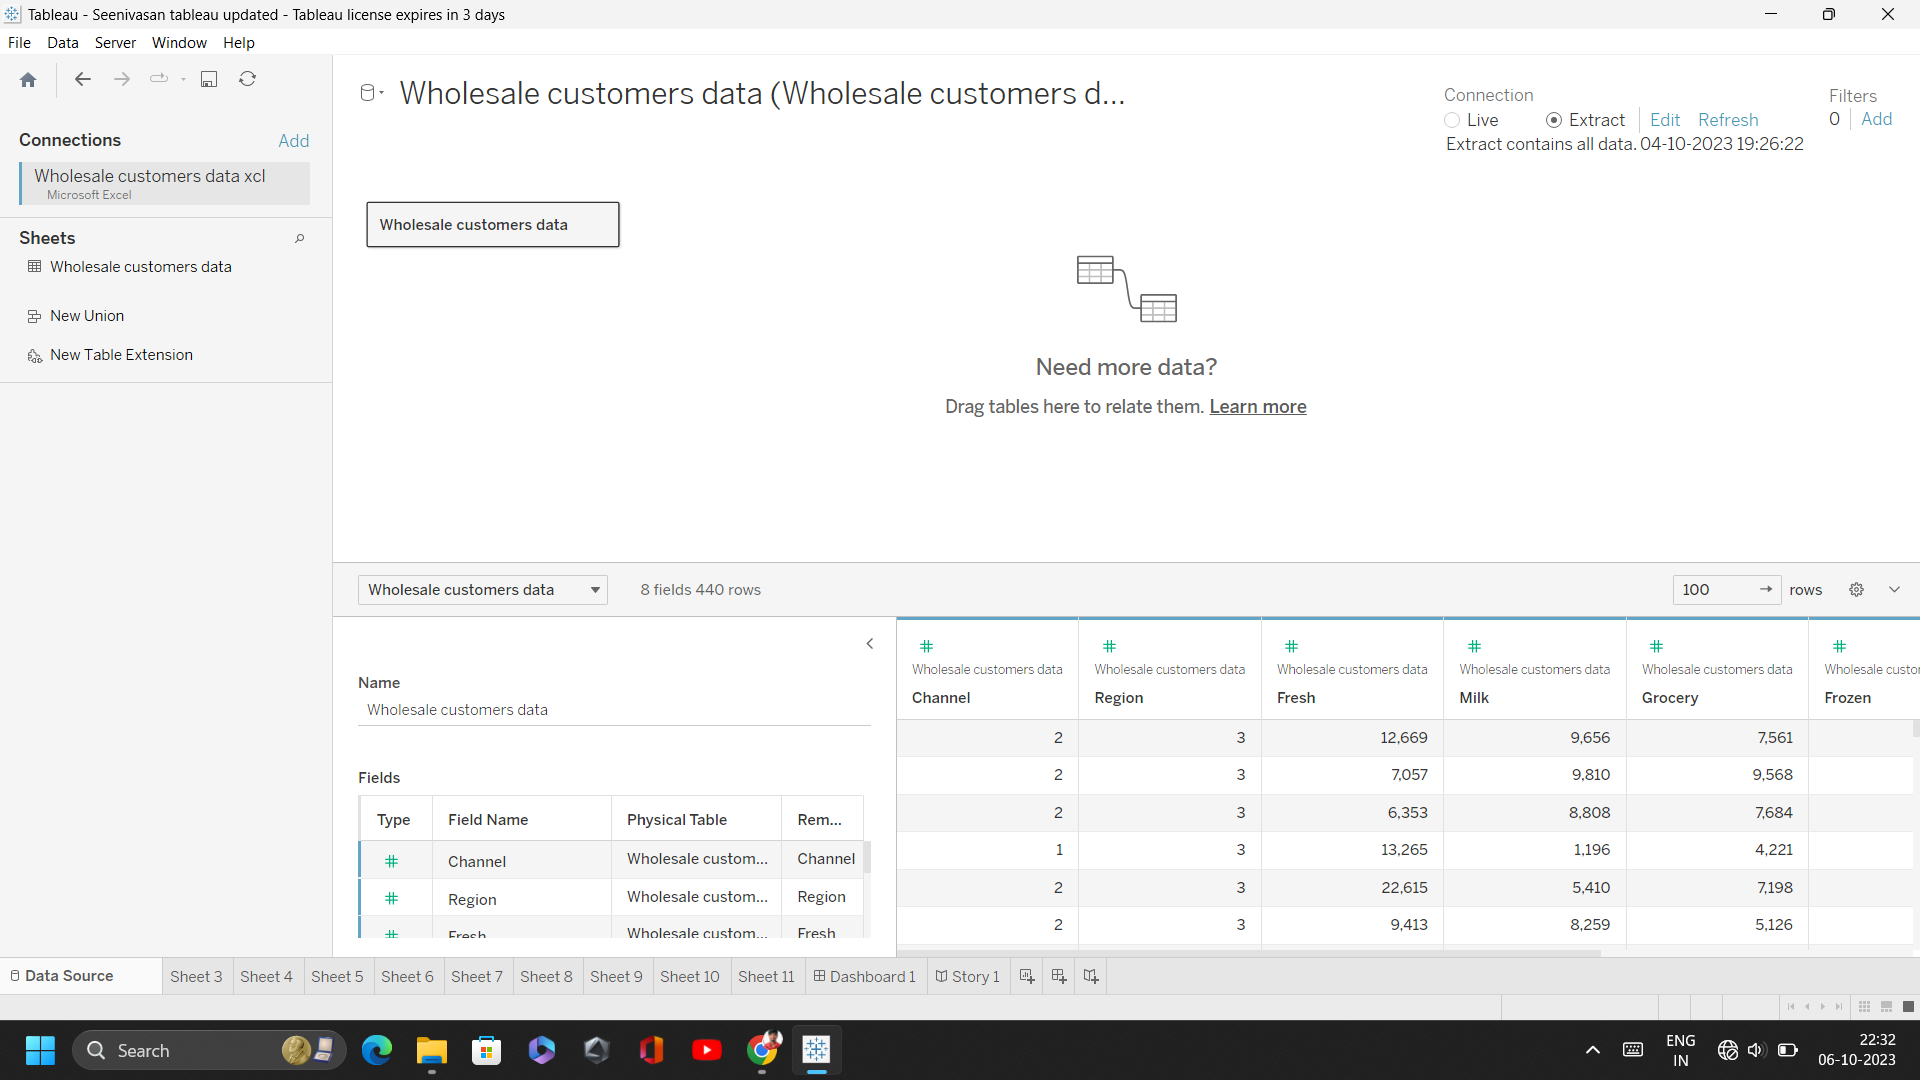 Tableau - Seenivasan tableau updated - Tableau license expires in 3 days
File Data Server Window Help
Connections Add
Wholesale customers data xcl
Microsoft Excel
Sheets
Wholesale customers data
New Union
New Table Extension
Wholesale customers data (Wholesale customers d...
Connection
Live Extract Edit Refresh
Extract contains all data. 04-10-2023 19:26:22
Filters
0 Add
Wholesale customers data
Need more data?
Drag tables here to relate them. Learn more
Wholesale customers data 8 fields 440 rows 100 rows
Name
Wholesale customers data
Fields
Type Field Name Physical Table Rem...
Channel Wholesale custom... Channel
Region Wholesale custom... Region
Fresh Wholesale custom... Fresh
Wholesale customers data Wholesale customers data Wholesale customers data Wholesale customers data Wholesale customers data Wholesale custo
Channel Region Fresh Milk Grocery Frozen
2 3 12,669 9,656 7,561
2 3 7,057 9,810 9,568
2 3 6,353 8,808 7,684
1 3 13,265 1,196 4,221
2 3 22,615 5,410 7,198
2 3 9,413 8,259 5,126
Data Source Sheet 3 Sheet 4 Sheet 5 Sheet 6 Sheet 7 Sheet 8 Sheet 9 Sheet 10 Sheet 11 Dashboard 1 Story 1
Search
ENG
IN
22:32
06-10-2023